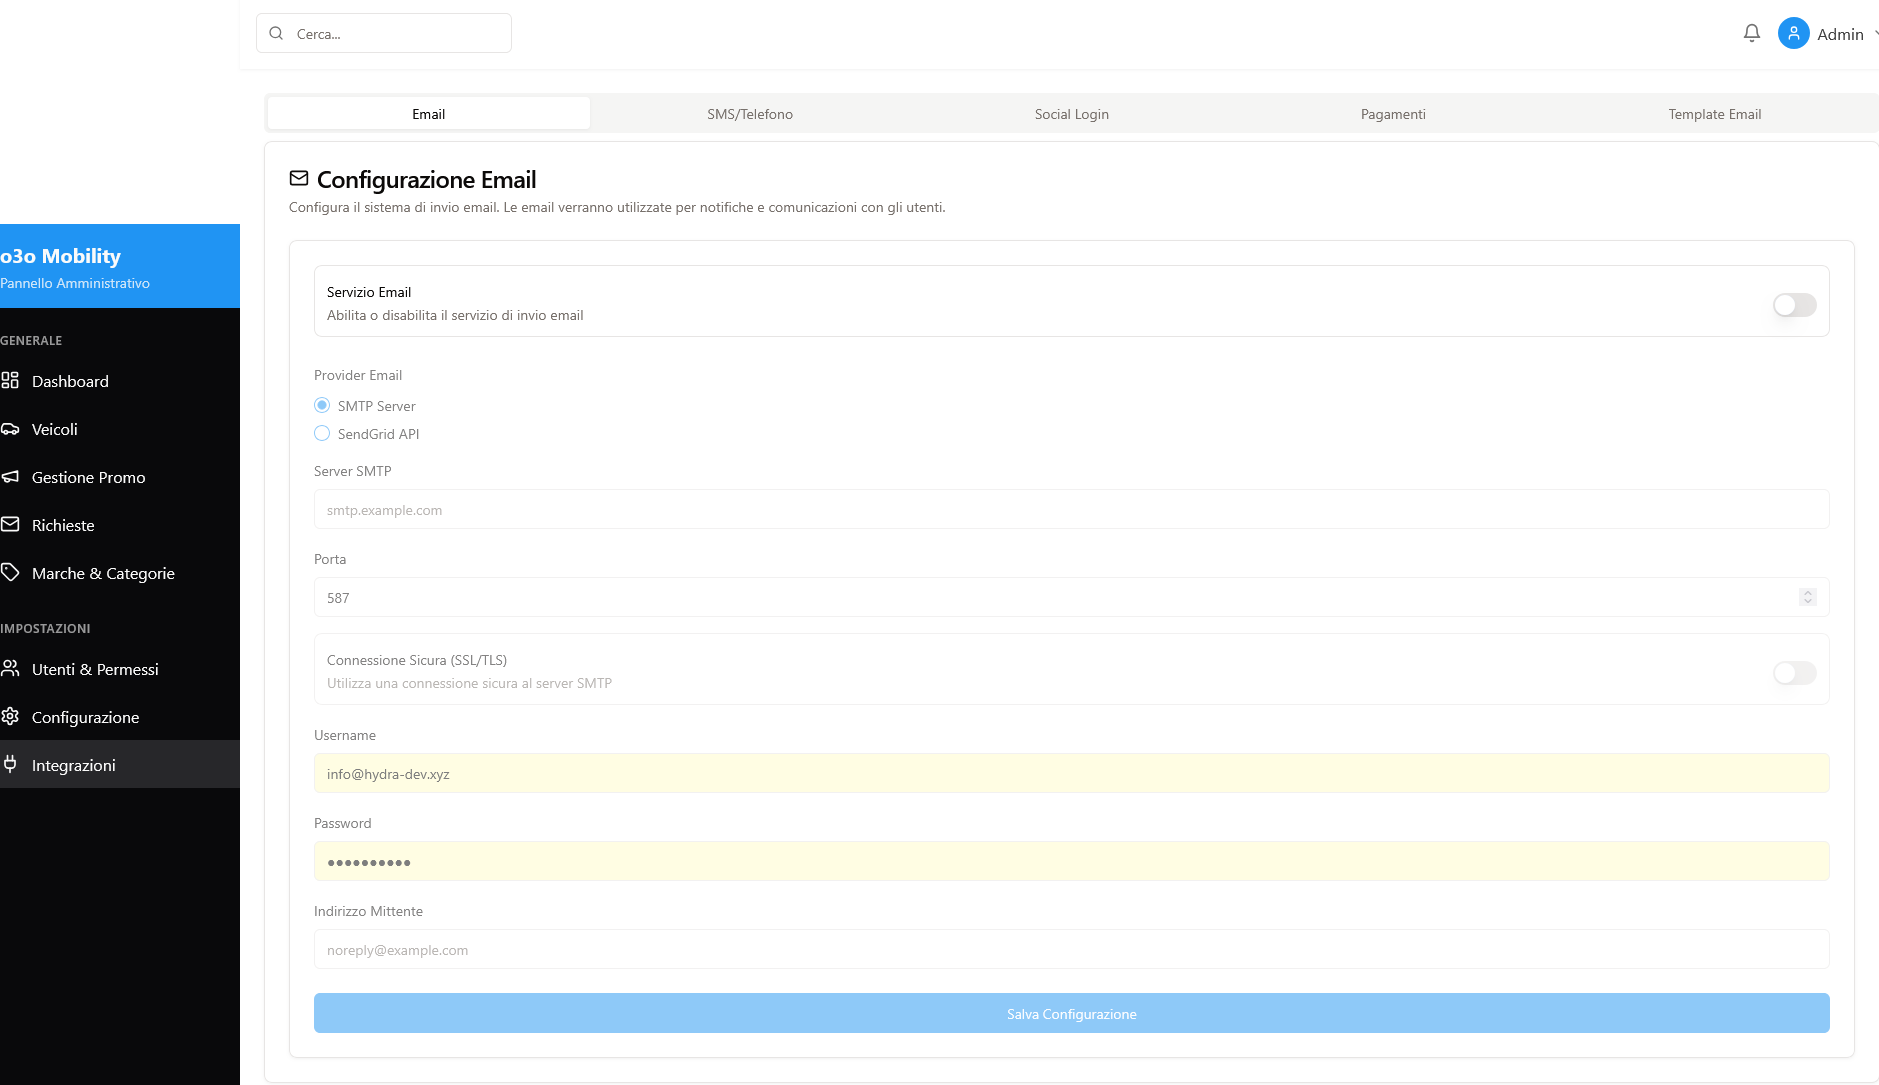 Cerca...
Admin
o3o Mobility
Pannello Amministrativo
GENERALE
Dashboard
Veicoli
Gestione Promo
Richieste
Marche & Categorie
IMPOSTAZIONI
Utenti & Permessi
Configurazione
Integrazioni
Email
SMS/Telefono
Social Login
Pagamenti
Template Email
Configurazione Email
Configura il sistema di invio email. Le email verranno utilizzate per notifiche e comunicazioni con gli utenti.
Servizio Email
Abilita o disabilita il servizio di invio email
Provider Email
SMTP Server
SendGrid API
Server SMTP
smtp.example.com
Porta
587
Connessione Sicura (SSL/TLS)
Utilizza una connessione sicura al server SMTP
Username
info@hydra-dev.xyz
Password
••••••••••
Indirizzo Mittente
noreply@example.com
Salva Configurazione